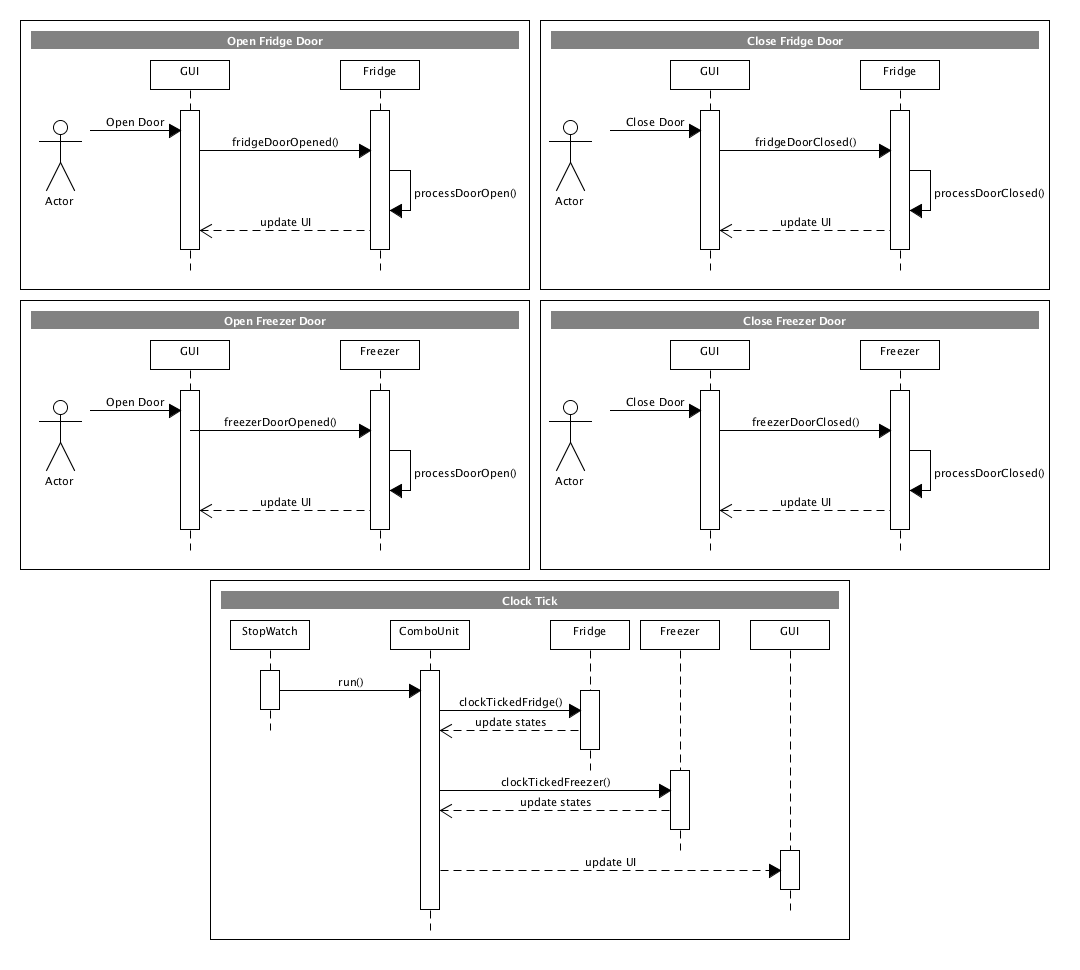 Open Fridge Door
GUI
Fridge
Open Door
fridgeDoorOpened()
processDoorOpen()
Actor
update UI
Close Fridge Door
GUI
Fridge
Close Door
fridgeDoorClosed()
processDoorClosed()
Actor
update UI
Open Freezer Door
GUI
Freezer
Open Door
freezerDoorOpened()
processDoorOpen()
Actor
update UI
Close Freezer Door
GUI
Freezer
Close Door
freezerDoorClosed()
processDoorClosed()
Actor
update UI
Clock Tick
StopWatch
ComboUnit
Fridge
Freezer
GUI
run()
clockTickedFridge()
update states
clockTickedFreezer()
update states
update UI